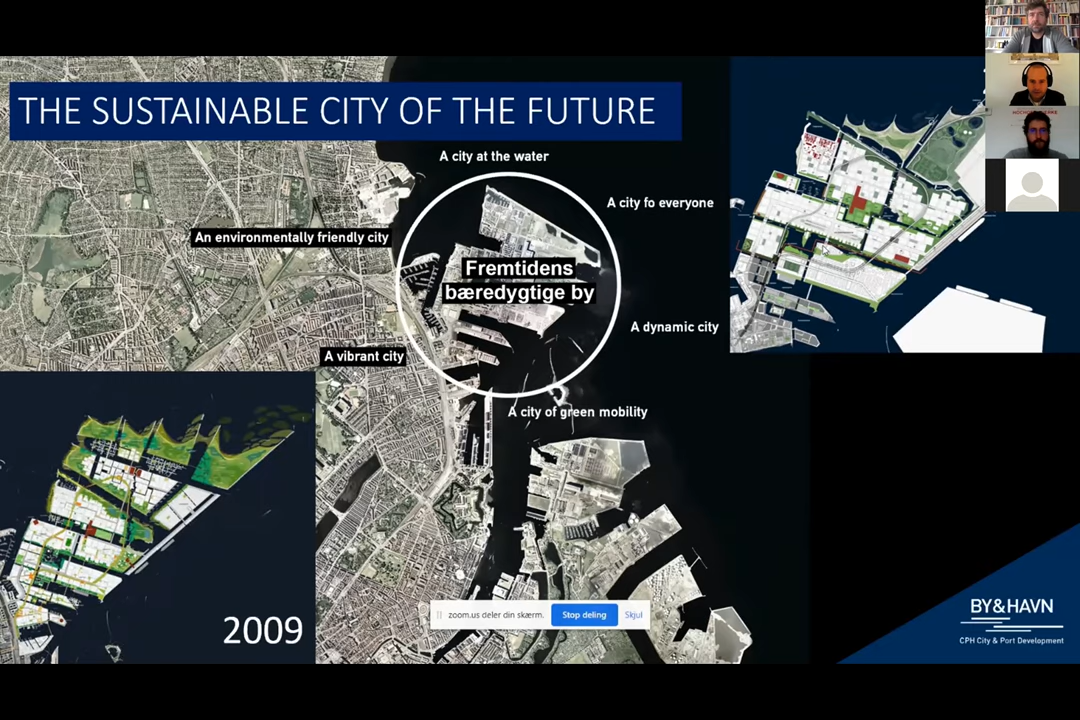 THE SUSTAINABLE CITY OF THE FUTURE
A city at the water
A city fo everyone
An environmentally friendly city
Fremtidens
bæredygtige by
A dynamic city
A vibrant city
A city of green mobility
2009
zoom.us deler din skærm.
Stop deling
Skjul
BY&HAVN
CPH City & Port Development